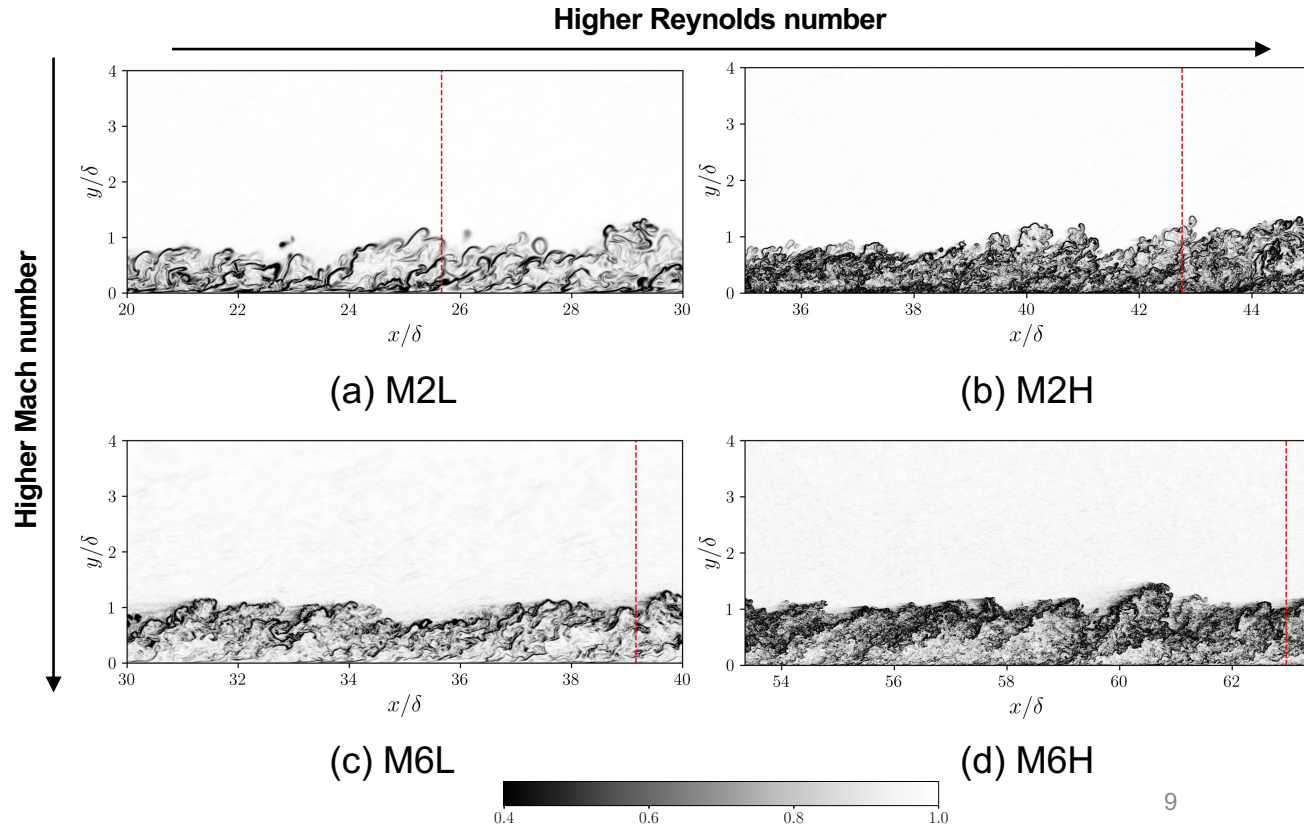 Higher Reynolds number
Higher Mach number
4
3
2
1
0
y/δ
20 22 24 26 28 30
x/δ
(a) M2L
4
3
2
1
0
y/δ
36 38 40 42 44
x/δ
(b) M2H
4
3
2
1
0
y/δ
30 32 34 36 38 40
x/δ
(c) M6L
4
3
2
1
0
y/δ
54 56 58 60 62
x/δ
(d) M6H
0.4 0.6 0.8 1.0
9